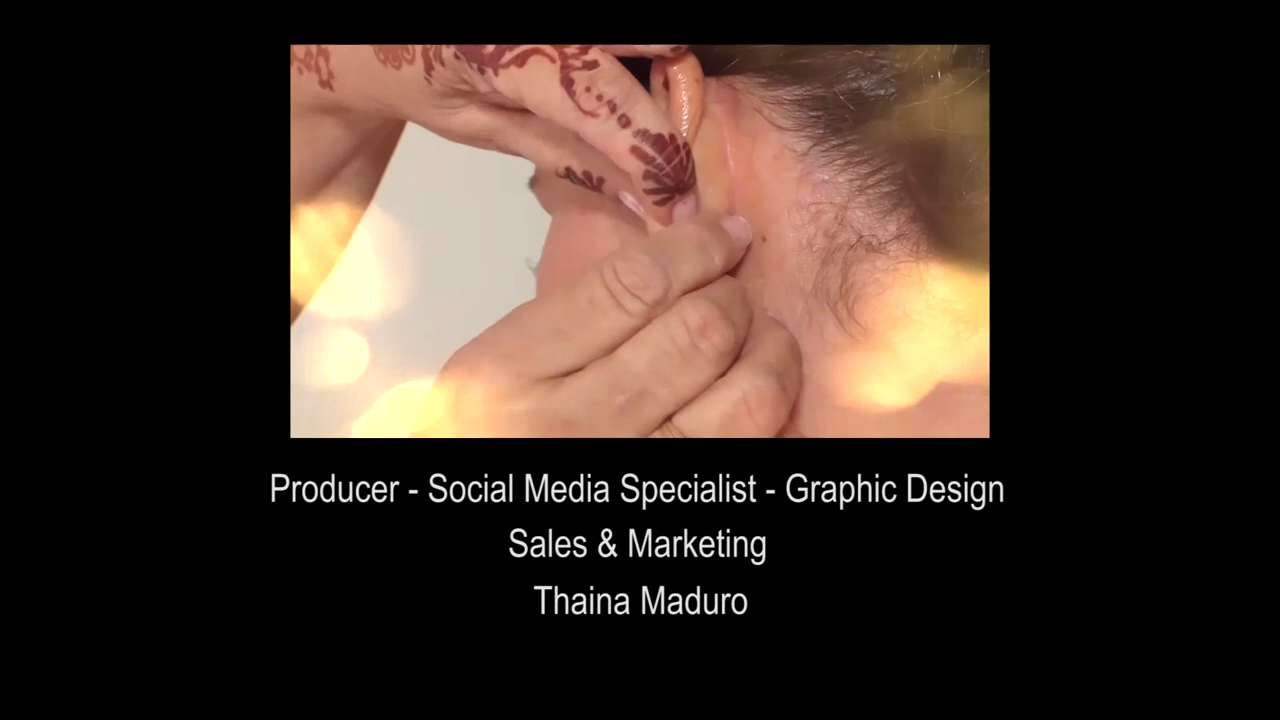 Producer - Social Media Specialist - Graphic Design
Sales & Marketing
Thaina Maduro